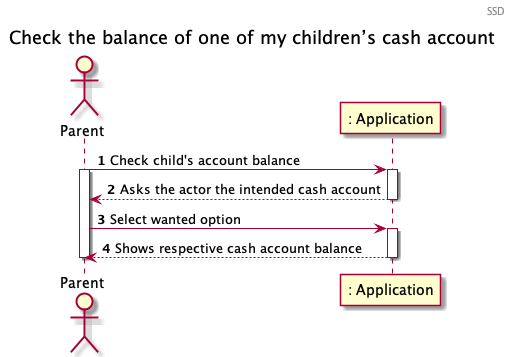 SSD
Check the balance of one of my children’s cash account
Parent
: Application
1 Check child's account balance
2 Asks the actor the intended cash account
3 Select wanted option
4 Shows respective cash account balance
Parent
: Application